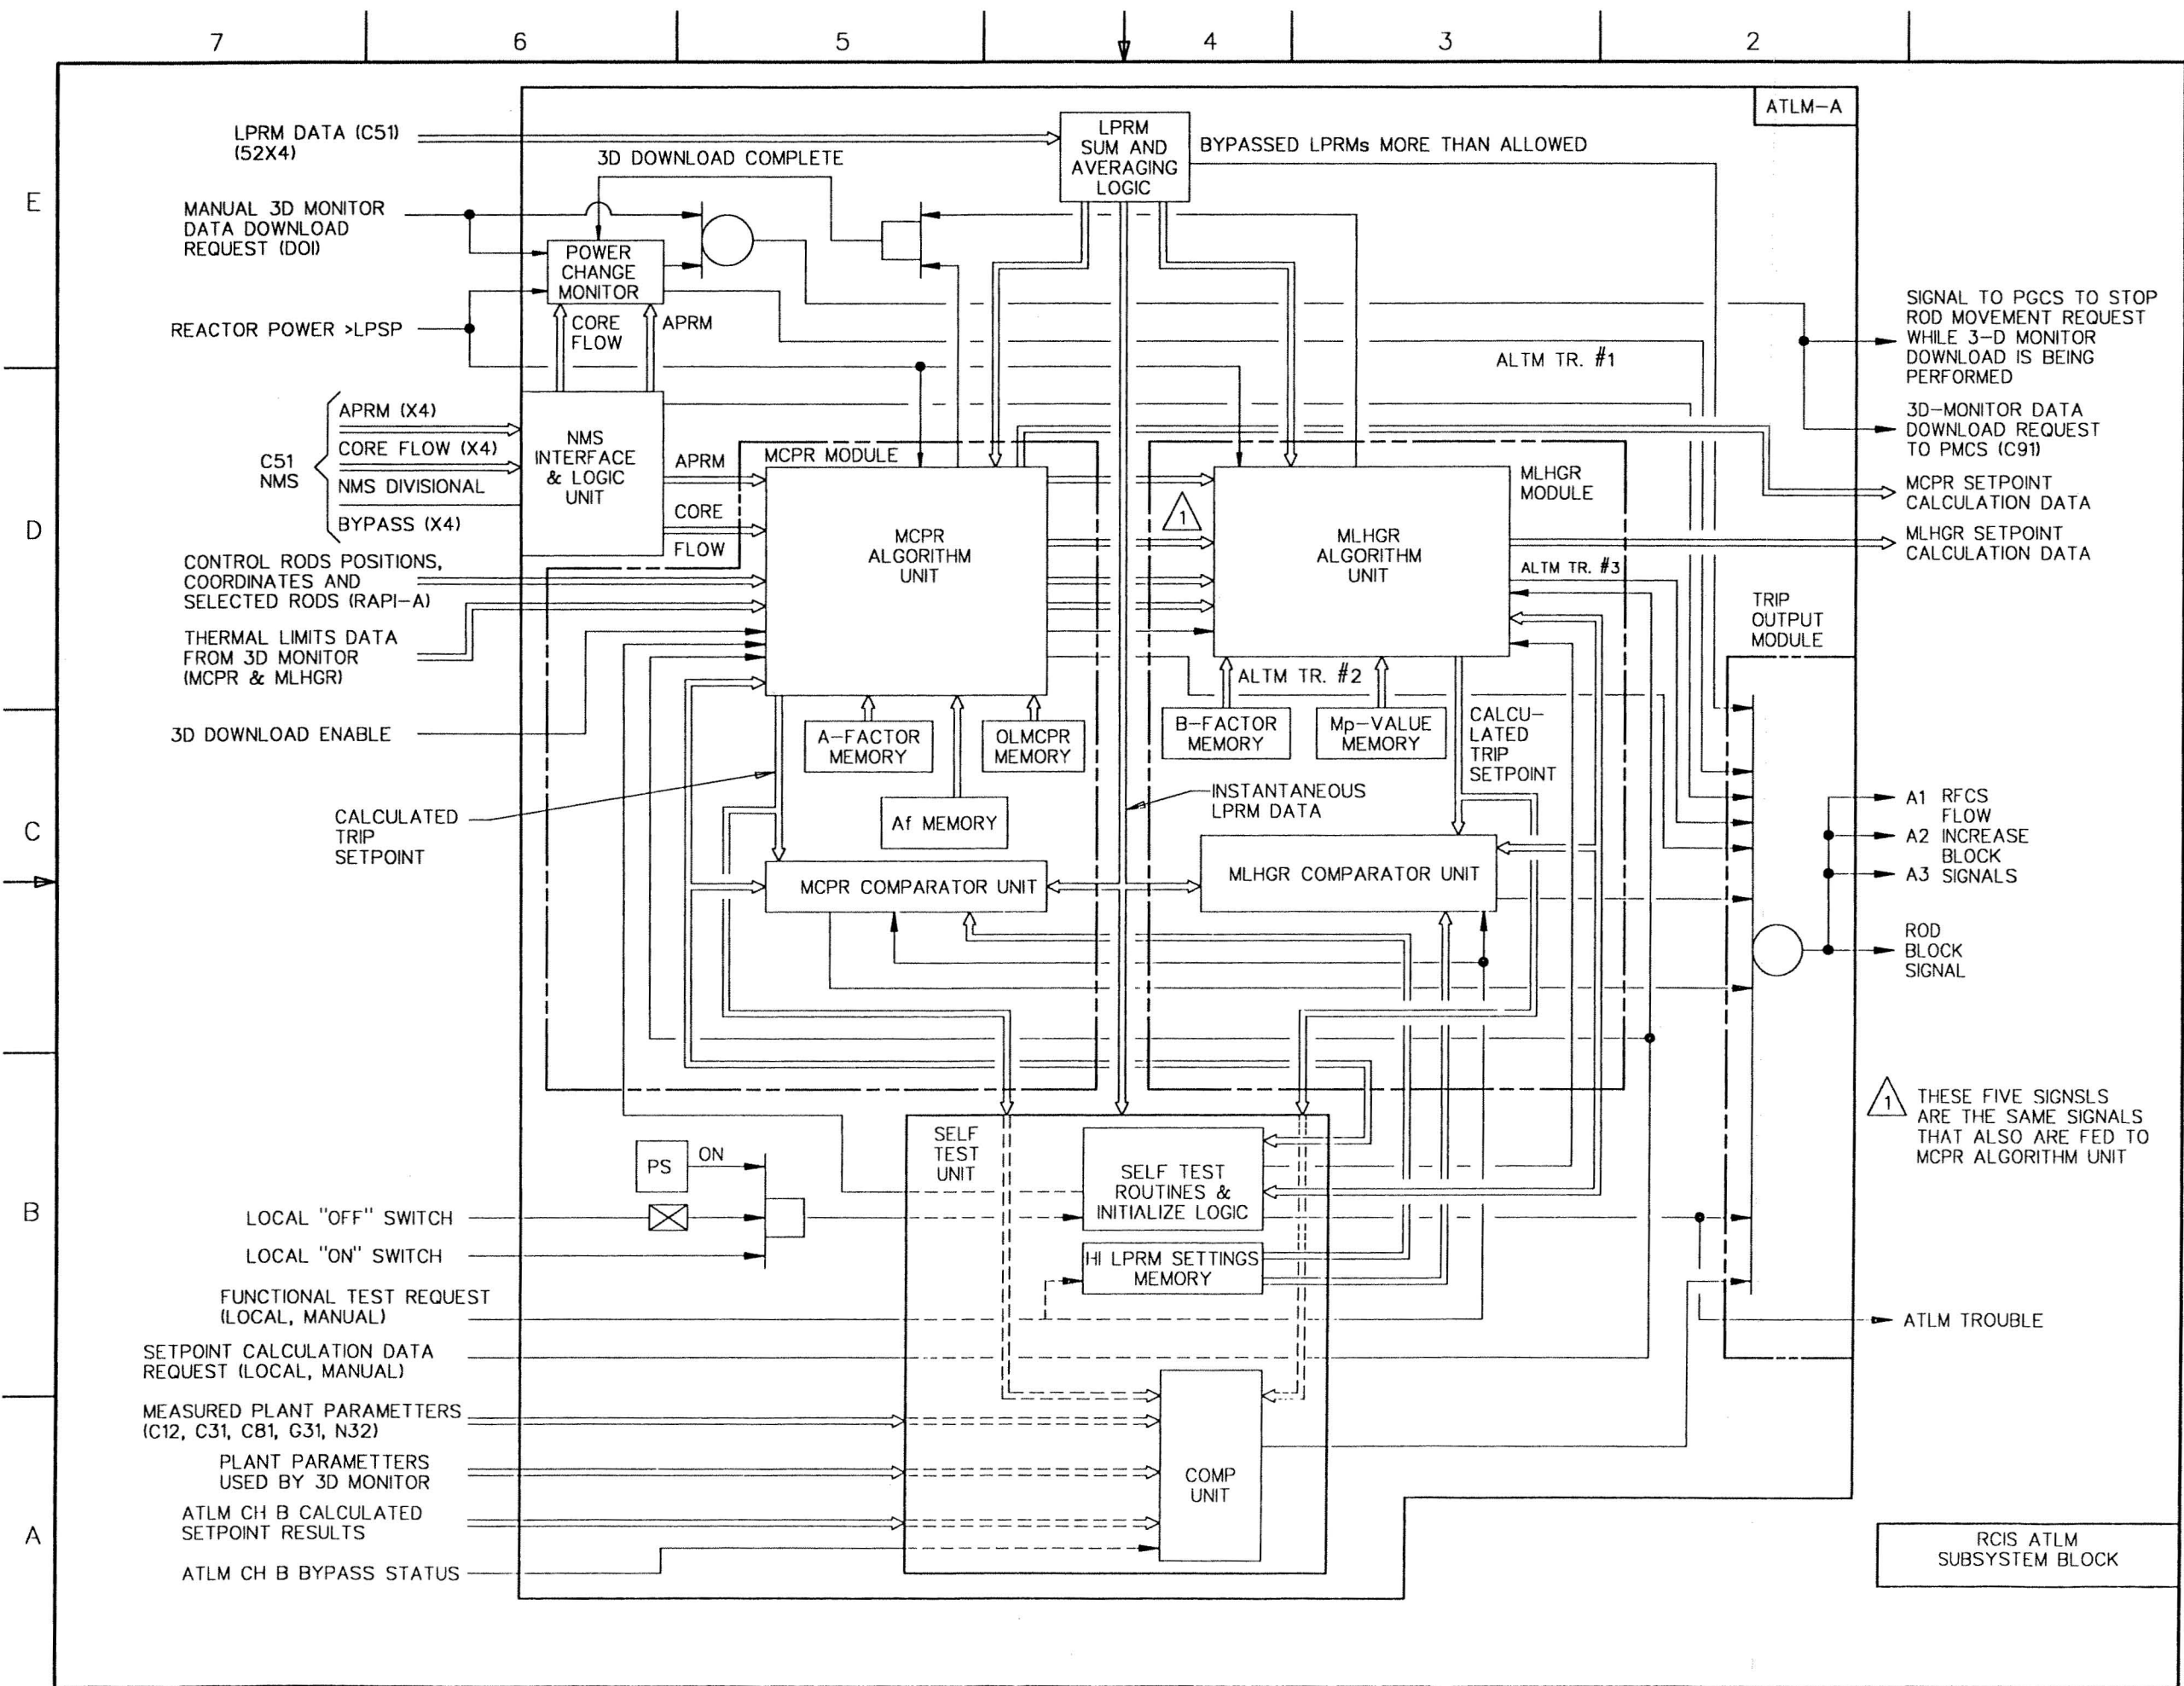 7
6
5
4
3
2
E
D
C
B
A
ATLM-A
LPRM DATA (C51)
(52X4)
3D DOWNLOAD COMPLETE
LPRM
SUM AND
AVERAGING
LOGIC
BYPASSED LPRMs MORE THAN ALLOWED
MANUAL 3D MONITOR
DATA DOWNLOAD
REQUEST (DOI)
POWER
CHANGE
MONITOR
REACTOR POWER >LPSP
CORE
FLOW
APRM
ALTM TR. #1
SIGNAL TO PGCS TO STOP
ROD MOVEMENT REQUEST
WHILE 3-D MONITOR
DOWNLOAD IS BEING
PERFORMED
3D-MONITOR DATA
DOWNLOAD REQUEST
TO PMCS (C91)
MCPR SETPOINT
CALCULATION DATA
MLHGR SETPOINT
CALCULATION DATA
C51
NMS
APRM (X4)
CORE FLOW (X4)
NMS DIVISIONAL
BYPASS (X4)
NMS
INTERFACE
& LOGIC
UNIT
APRM
CORE
FLOW
MCPR MODULE
MCPR
ALGORITHM
UNIT
1
MLHGR
ALGORITHM
UNIT
MLHGR
MODULE
ALTM TR. #3
TRIP
OUTPUT
MODULE
CONTROL RODS POSITIONS,
COORDINATES AND
SELECTED RODS (RAPI-A)
THERMAL LIMITS DATA
FROM 3D MONITOR
(MCPR & MLHGR)
3D DOWNLOAD ENABLE
ALTM TR. #2
A-FACTOR
MEMORY
OLMCPR
MEMORY
B-FACTOR
MEMORY
Mp-VALUE
MEMORY
CALCU-
LATED
TRIP
SETPOINT
Af MEMORY
INSTANTANEOUS
LPRM DATA
CALCULATED
TRIP
SETPOINT
MCPR COMPARATOR UNIT
MLHGR COMPARATOR UNIT
A1 RFCS
FLOW
A2 INCREASE
BLOCK
A3 SIGNALS
ROD
BLOCK
SIGNAL
1
THESE FIVE SIGNSLS
ARE THE SAME SIGNALS
THAT ALSO ARE FED TO
MCPR ALGORITHM UNIT
PS
ON
SELF
TEST
UNIT
SELF TEST
ROUTINES &
INITIALIZE LOGIC
LOCAL "OFF" SWITCH
LOCAL "ON" SWITCH
HI LPRM SETTINGS
MEMORY
FUNCTIONAL TEST REQUEST
(LOCAL, MANUAL)
ATLM TROUBLE
SETPOINT CALCULATION DATA
REQUEST (LOCAL, MANUAL)
MEASURED PLANT PARAMETTERS
(C12, C31, C81, G31, N32)
PLANT PARAMETTERS
USED BY 3D MONITOR
COMP
UNIT
ATLM CH B CALCULATED
SETPOINT RESULTS
ATLM CH B BYPASS STATUS
RCIS ATLM
SUBSYSTEM BLOCK